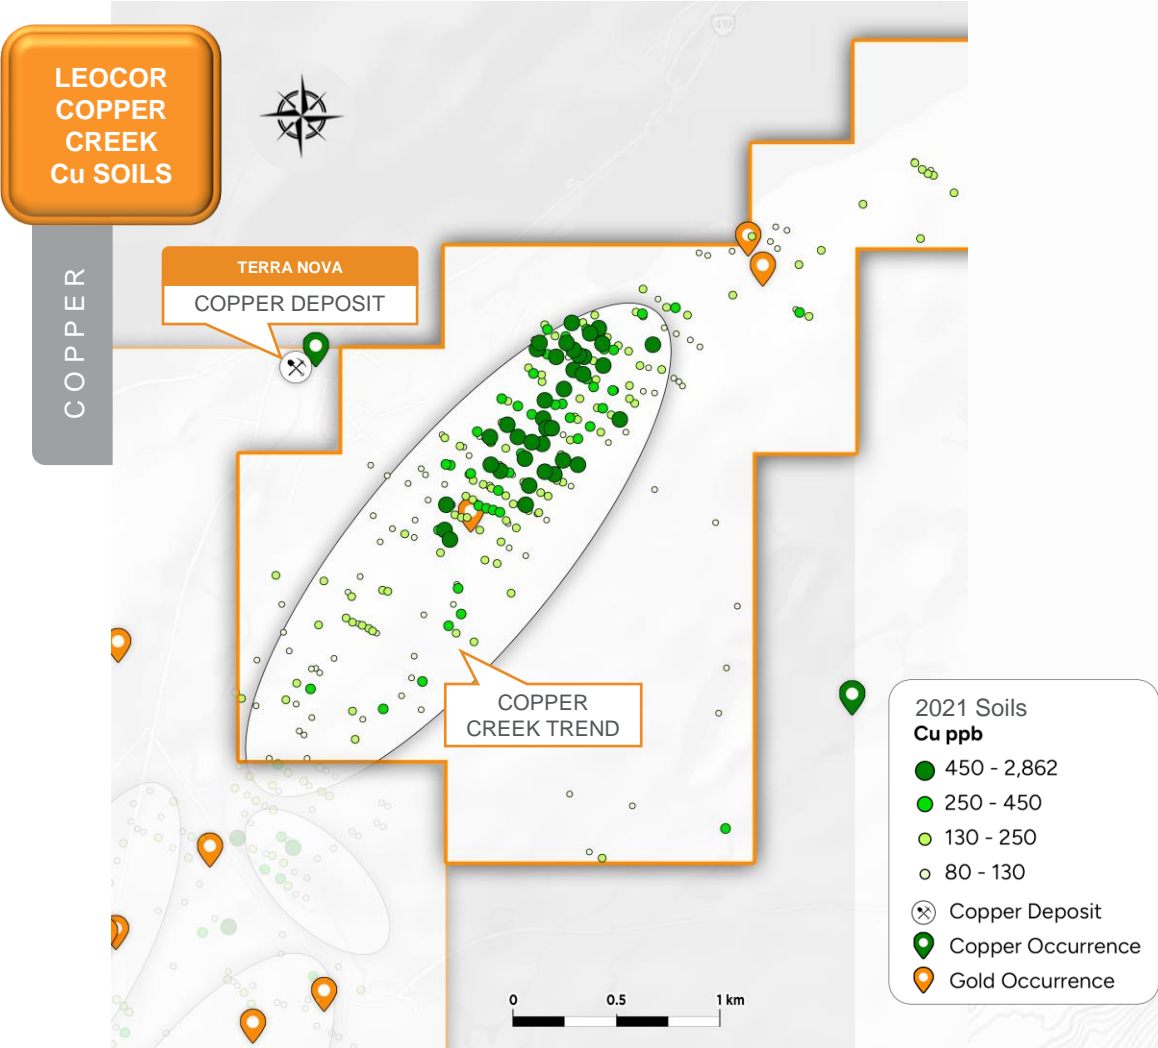 LEOCOR
COPPER
CREEK
Cu SOILS
COPPER
410
TERRA NOVA
COPPER DEPOSIT
COPPER
CREEK TREND
2021 Soils
Cu ppb
450 - 2,862
250 - 450
130 - 250
80 - 130
Copper Deposit
Copper Occurrence
Gold Occurrence
0 0.5 1 km